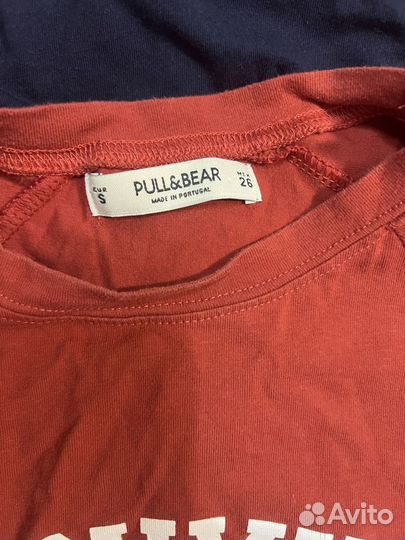 PULL&BEAR
MADE IN PORTUGAL
EUR
S
MEX
26
Avito